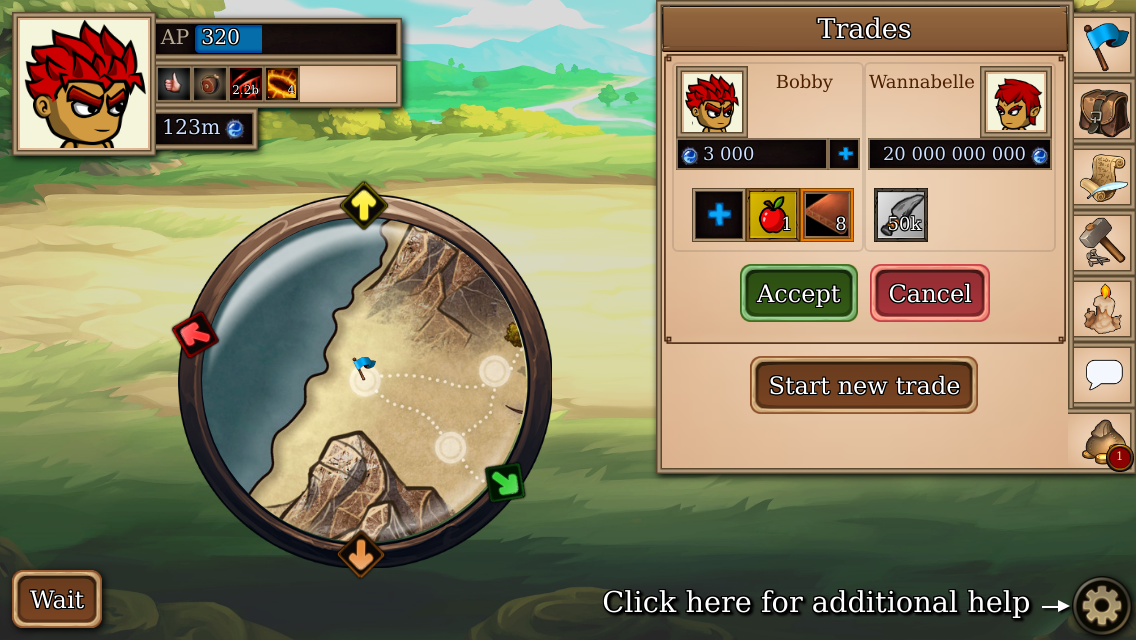 AP 320
2,2b 4
123m
Trades
Bobby Wannabelle
3 000 20 000 000 000
1 8 50k
Accept Cancel
Start new trade
1
Wait
Click here for additional help